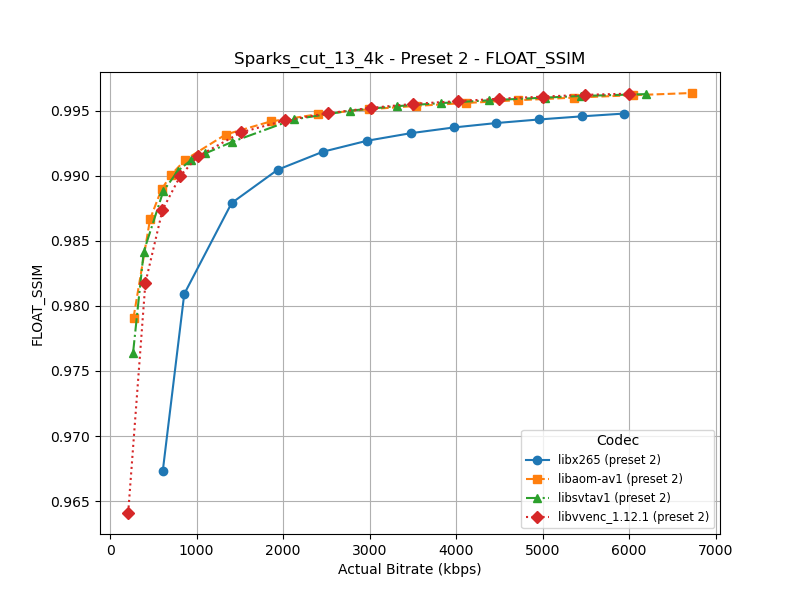 Sparks_cut_13_4k - Preset 2 - FLOAT_SSIM
0.995
0.990
0.985
0.980
0.975
0.970
0.965
FLOAT_SSIM
Codec
libx265 (preset 2)
libaom-av1 (preset 2)
libsvtav1 (preset 2)
libvvenc_1.12.1 (preset 2)
0 1000 2000 3000 4000 5000 6000 7000
Actual Bitrate (kbps)